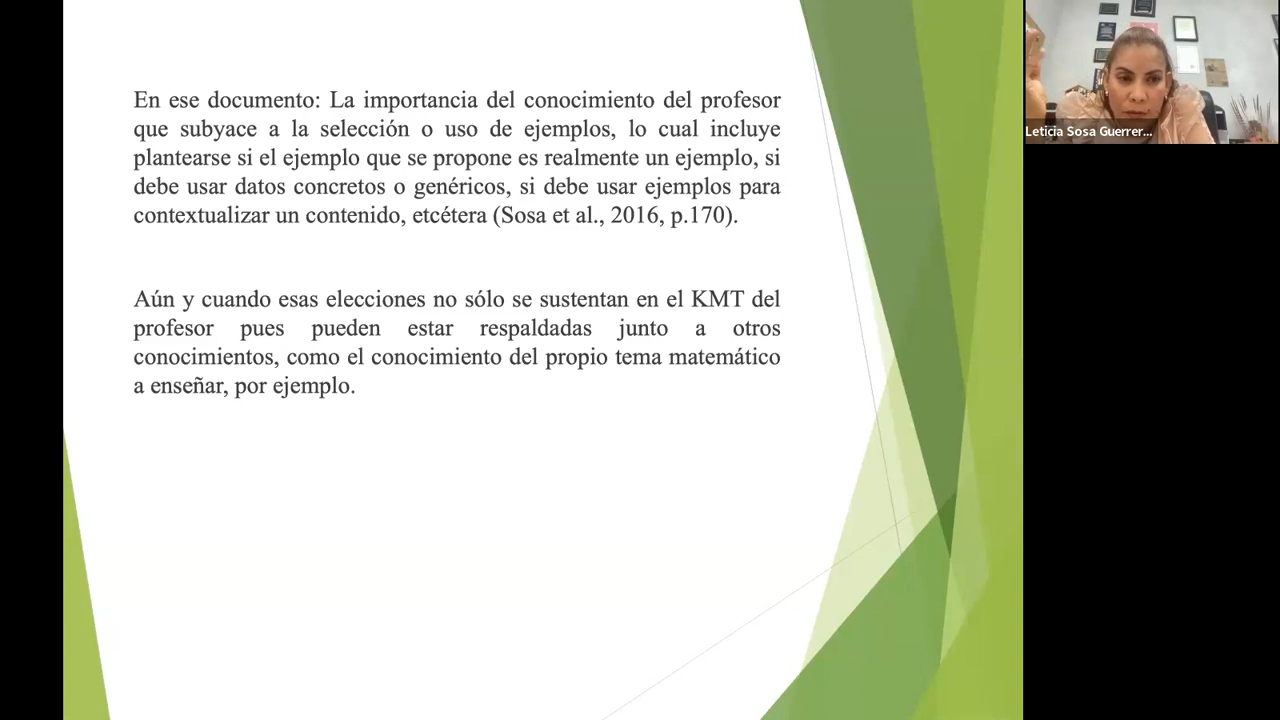 En ese documento: La importancia del conocimiento del profesor
que subyace a la selección o uso de ejemplos, lo cual incluye
plantearse si el ejemplo que se propone es realmente un ejemplo, si
debe usar datos concretos o genéricos, si debe usar ejemplos para
contextualizar un contenido, etcétera (Sosa et al., 2016, p.170).
Aún y cuando esas elecciones no sólo se sustentan en el KMT del
profesor pues pueden estar respaldadas junto a otros
conocimientos, como el conocimiento del propio tema matemático
a enseñar, por ejemplo.
Leticia Sosa Guerrer...